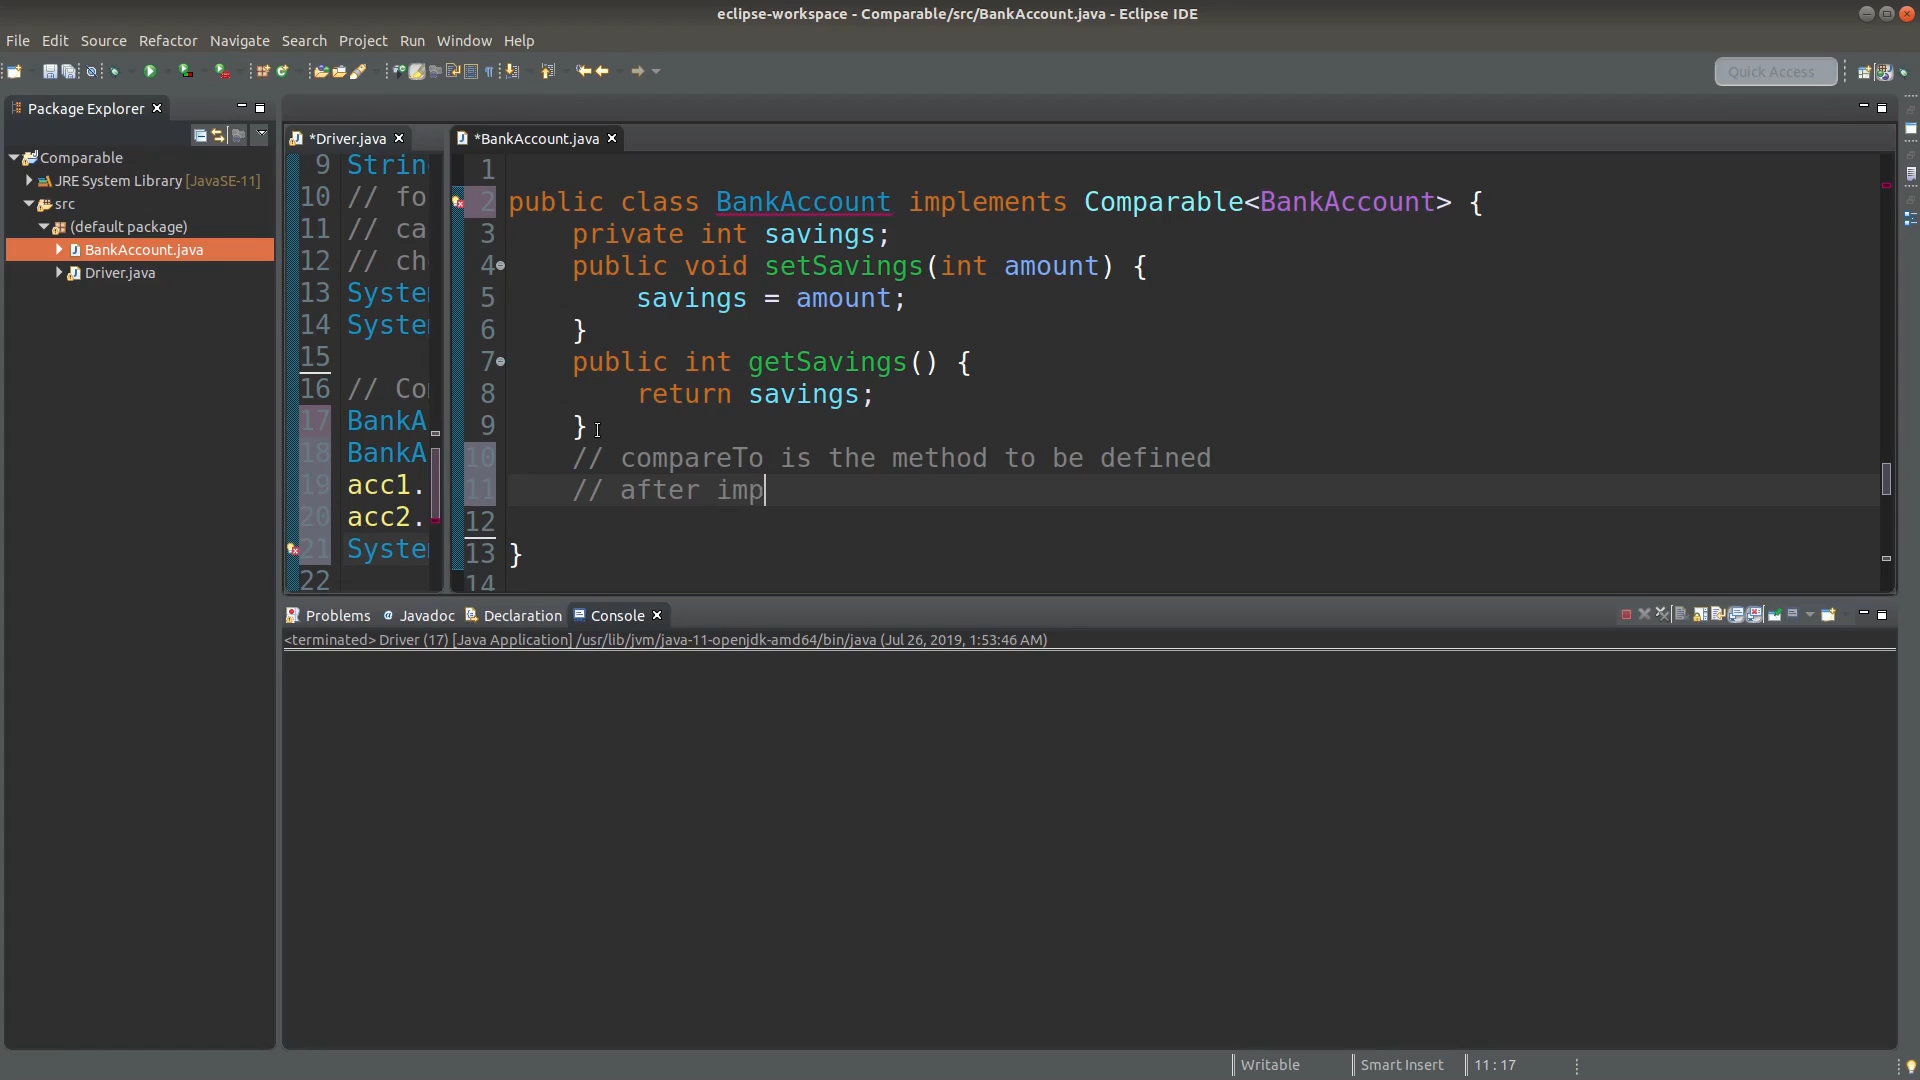 eclipse-workspace - Comparable/src/BankAccount.java - Eclipse IDE
File Edit Source Refactor Navigate Search Project Run Window Help
Quick Access
Package Explorer
Comparable
JRE System Library [JavaSE-11]
src
(default package)
BankAccount.java
Driver.java
*Driver.java
*BankAccount.java
9 Strin
10 // fo
11 // ca
12 // ch
13 Syste
14 Syste
15
16 // Co
17 BankA
18 BankA
19 acc1.
20 acc2.
21 Syste
22
1
2 public class BankAccount implements Comparable<BankAccount> {
3 private int savings;
4 public void setSavings(int amount) {
5 savings = amount;
6 }
7 public int getSavings() {
8 return savings;
9 }
10 // compareTo is the method to be defined
11 // after imp
12
13 }
14
Problems Javadoc Declaration Console
<terminated> Driver (17) [Java Application] /usr/lib/jvm/java-11-openjdk-amd64/bin/java (Jul 26, 2019, 1:53:46 AM)
Writable Smart Insert 11 : 17